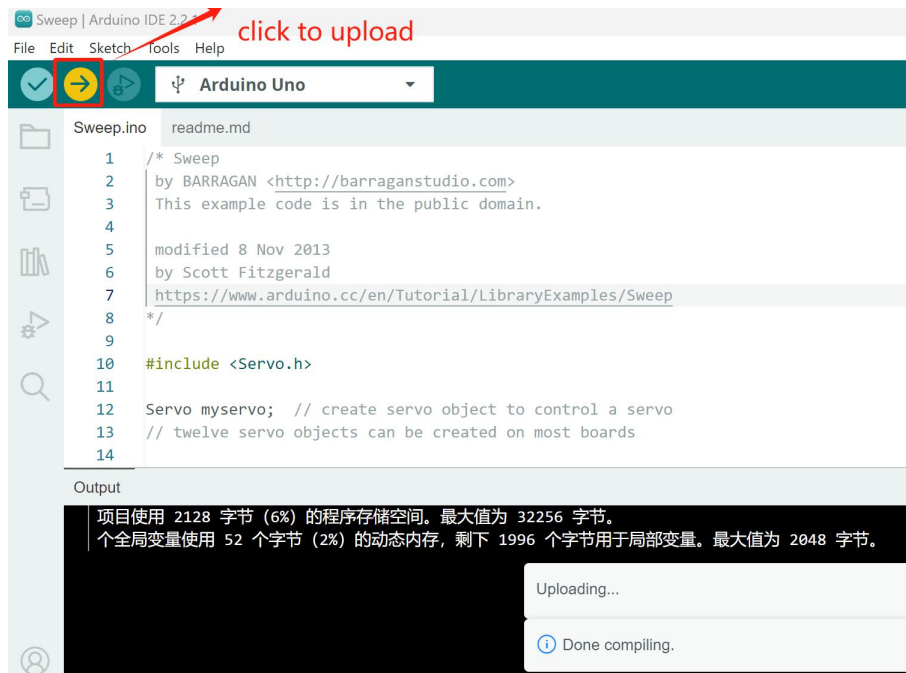 Sweep | Arduino IDE 2.2.1
click to upload
File Edit Sketch Tools Help
Arduino Uno
Sweep.ino readme.md
1 /* Sweep
2 by BARRAGAN <http://barraganstudio.com>
3 This example code is in the public domain.
4
5 modified 8 Nov 2013
6 by Scott Fitzgerald
7 https://www.arduino.cc/en/Tutorial/LibraryExamples/Sweep
8 */
9
10 #include <Servo.h>
11
12 Servo myservo;  // create servo object to control a servo
13 // twelve servo objects can be created on most boards
14
Output
项目使用 2128 字节 (6%) 的程序存储空间。最大值为 32256 字节。
个全局变量使用 52 个字节 (2%) 的动态内存, 剩下 1996 个字节用于局部变量。最大值为 2048 字节。
Uploading...
Done compiling.